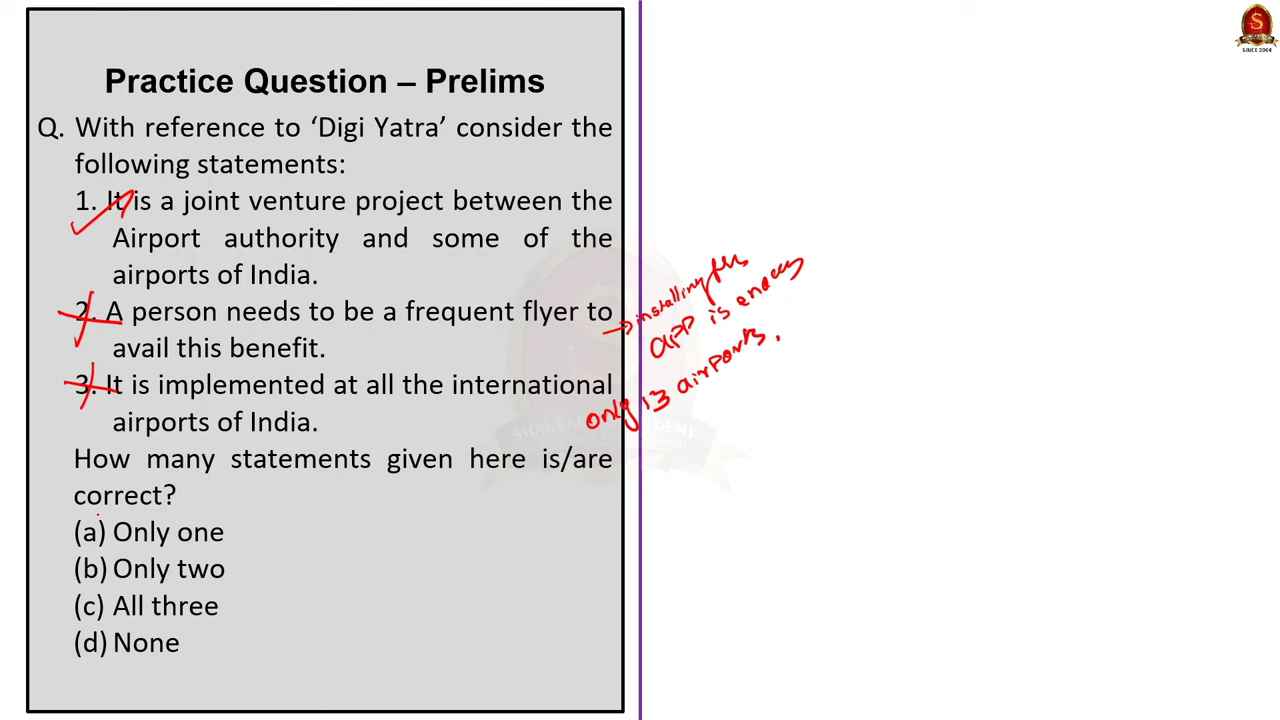 Practice Question – Prelims
Q. With reference to ‘Digi Yatra’ consider the
following statements:
1. It is a joint venture project between the
Airport authority and some of the
airports of India.
2. A person needs to be a frequent flyer to
avail this benefit.
3. It is implemented at all the international
airports of India.
How many statements given here is/are
correct?
(a) Only one
(b) Only two
(c) All three
(d) None
→ installing the
app is
only 13 airports.
S
SINCE 2004